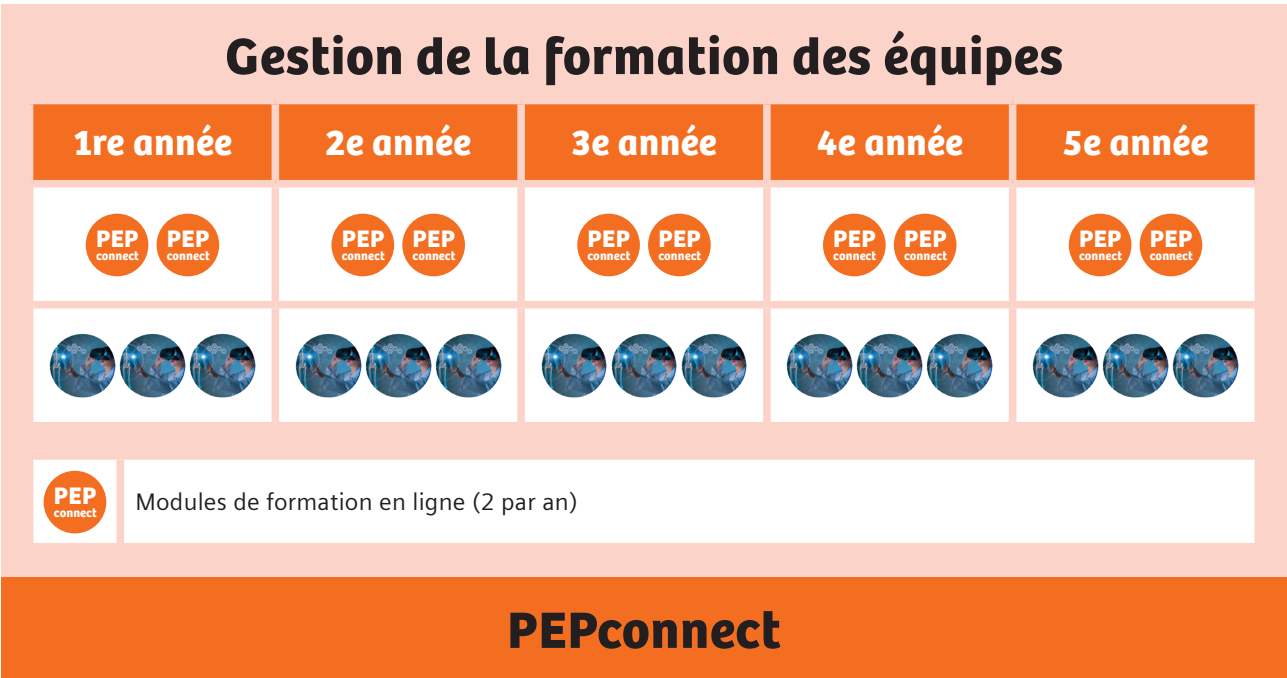 Gestion de la formation des équipes
1re année 2e année 3e année 4e année 5e année
PEP PEP PEP PEP PEP PEP PEP PEP PEP PEP
connect connect connect connect connect connect connect connect connect connect
PEP
connect
Modules de formation en ligne (2 par an)
PEPconnect